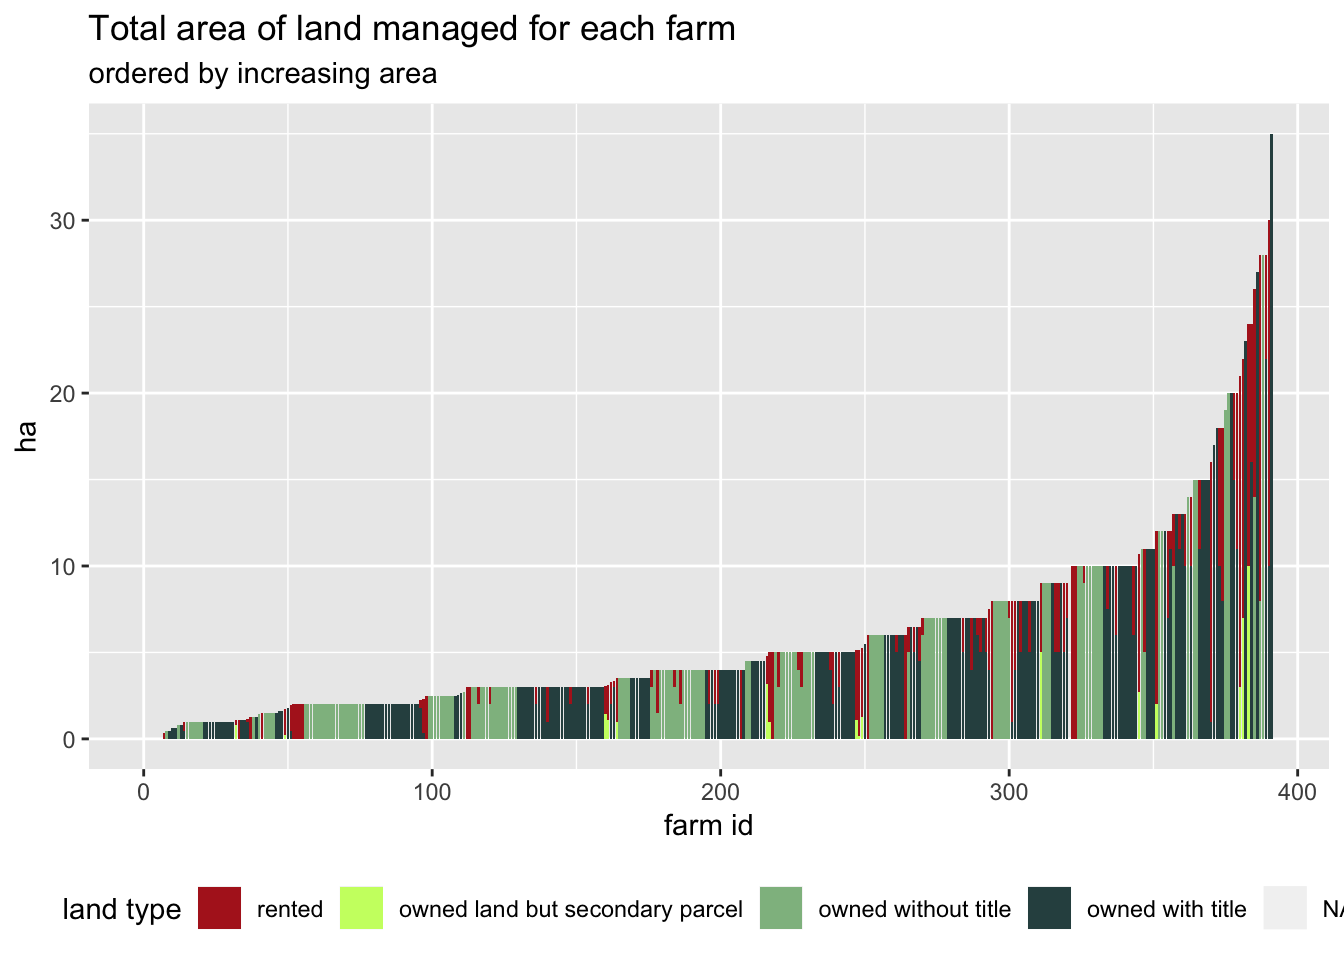 Total area of land managed for each farm
ordered by increasing area
ha
30
20
10
0
0 100 200 300 400
farm id
land type rented owned land but secondary parcel owned without title owned with title NA